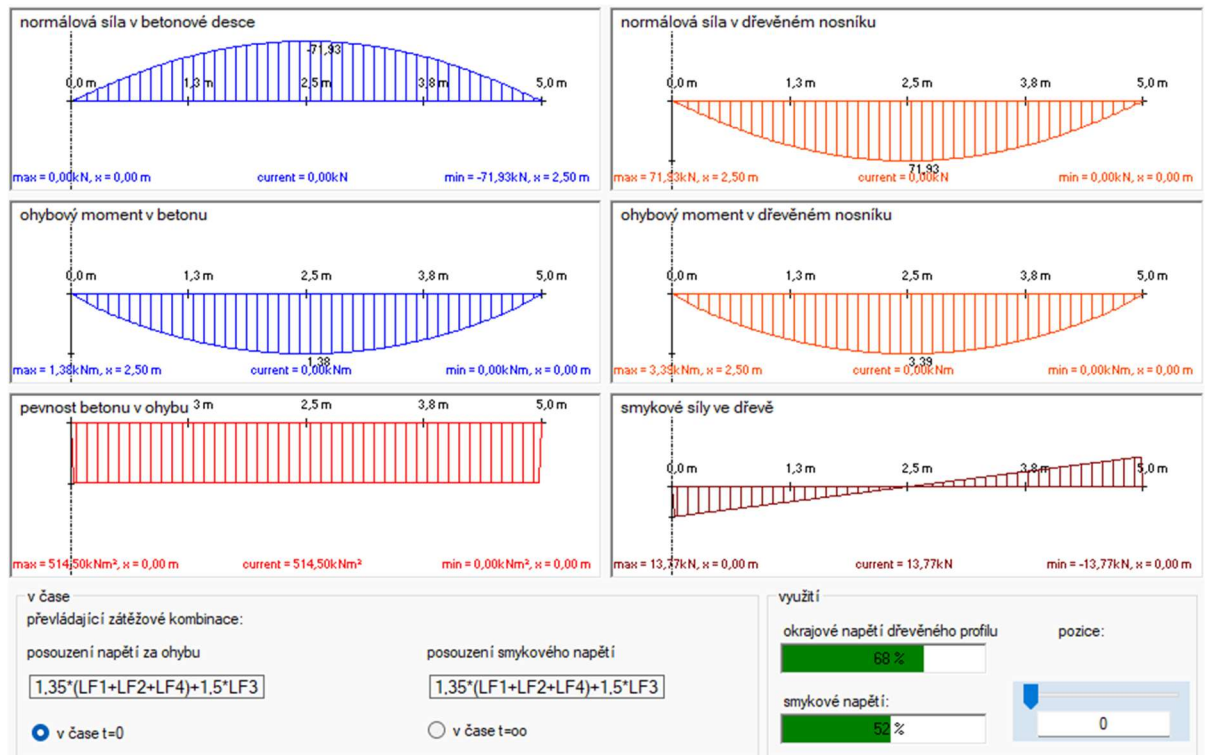 normálová síla v betonové desce
-71,93
0,0 m 1,3 m 2,5 m 3,8 m 5,0 m
max = 0,00kN, x = 0,00 m current = 0,00kN min = -71,93kN, x = 2,50 m
normálová síla v dřevěném nosníku
0,0 m 1,3 m 2,5 m 3,8 m 5,0 m
71,93
max = 71,93kN, x = 2,50 m current = 0,00kN min = 0,00kN, x = 0,00 m
ohybový moment v betonu
0,0 m 1,3 m 2,5 m 3,8 m 5,0 m
1,38
max = 1,38kNm, x = 2,50 m current = 0,00kNm min = 0,00kNm, x = 0,00 m
ohybový moment v dřevěném nosníku
0,0 m 1,3 m 2,5 m 3,8 m 5,0 m
3,39
max = 3,39kNm, x = 2,50 m current = 0,00kNm min = 0,00kNm, x = 0,00 m
pevnost betonu v ohybu 3 m 2,5 m 3,8 m 5,0 m
max = 514,50kNm², x = 0,00 m current = 514,50kNm² min = 0,00kNm², x = 0,00 m
smykové síly ve dřevě
0,0 m 1,3 m 2,5 m 3,8 m 5,0 m
max = 13,77kN, x = 0,00 m current = 13,77kN min = -13,77kN, x = 0,00 m
v čase
převládající zátěžové kombinace:
posouzení napětí za ohybu posouzení smykového napětí
1,35*(LF1+LF2+LF4)+1,5*LF3 1,35*(LF1+LF2+LF4)+1,5*LF3
v čase t=0 v čase t=oo
využití
okrajové napětí dřevěného profilu pozice:
68 %
smykové napětí:
52 % 0